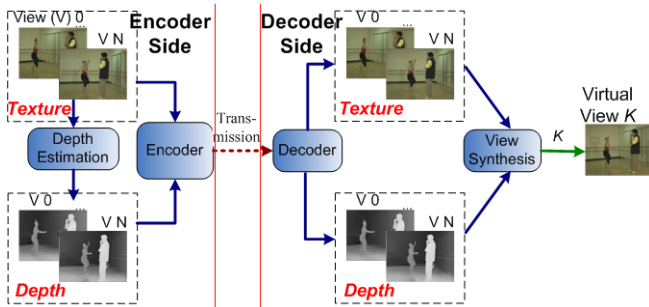 View (V) 0
...
V N
Texture
Depth
Estimation
V 0
...
V N
Depth
Encoder
Side
Encoder
Trans-
mission
Decoder
Side
Decoder
V 0
...
V N
Texture
V 0
...
V N
Depth
View
Synthesis
K
Virtual
View K